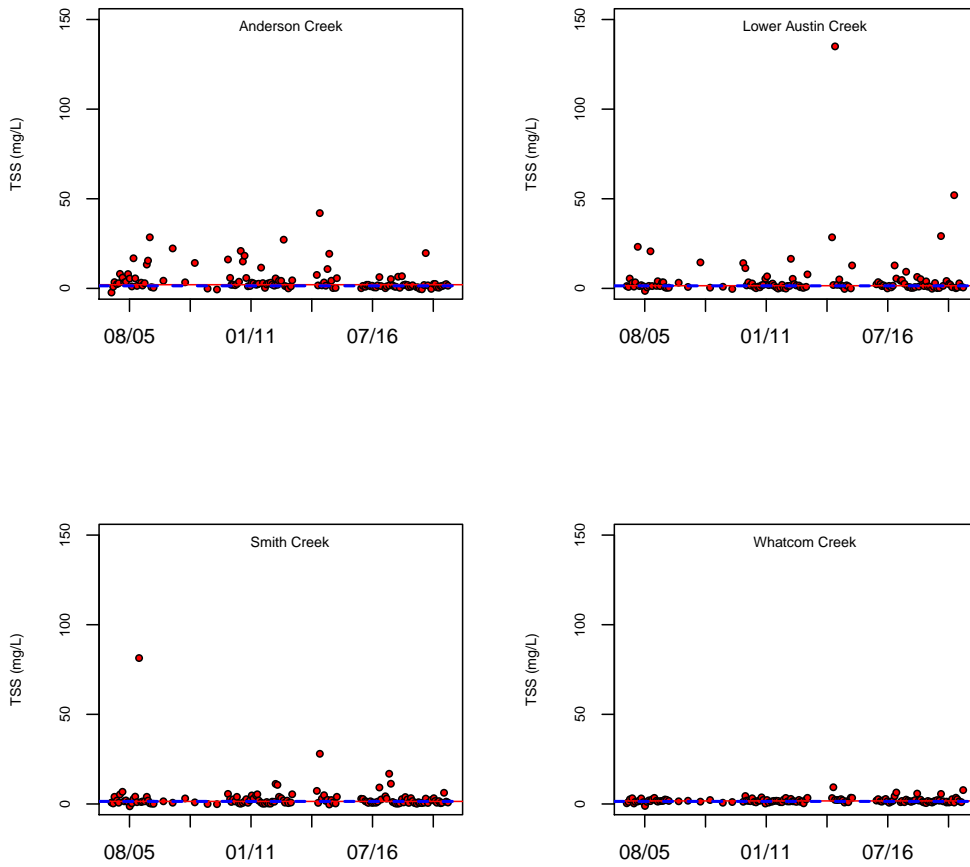 Anderson Creek
TSS (mg/L)
150
100
50
0
08/05 01/11 07/16
Lower Austin Creek
TSS (mg/L)
150
100
50
0
08/05 01/11 07/16
Smith Creek
TSS (mg/L)
150
100
50
0
08/05 01/11 07/16
Whatcom Creek
TSS (mg/L)
150
100
50
0
08/05 01/11 07/16